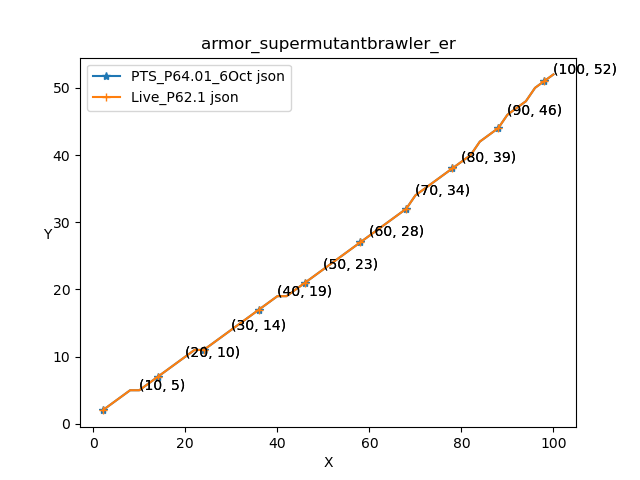 armor_supermutantbrawler_er
PTS_P64.01_6Oct json
Live_P62.1 json
50
40
30
20
10
0
Y
(100, 52)
(90, 46)
(80, 39)
(70, 34)
(60, 28)
(50, 23)
(40, 19)
(30, 14)
(20, 10)
(10, 5)
0 20 40 60 80 100
X